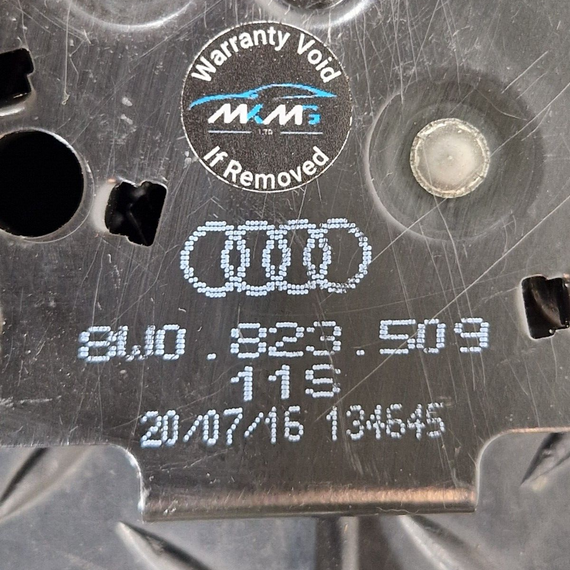 Warranty Void
MKMG
LTD
If Removed
8W0.823.509
11S
20/07/16 134645